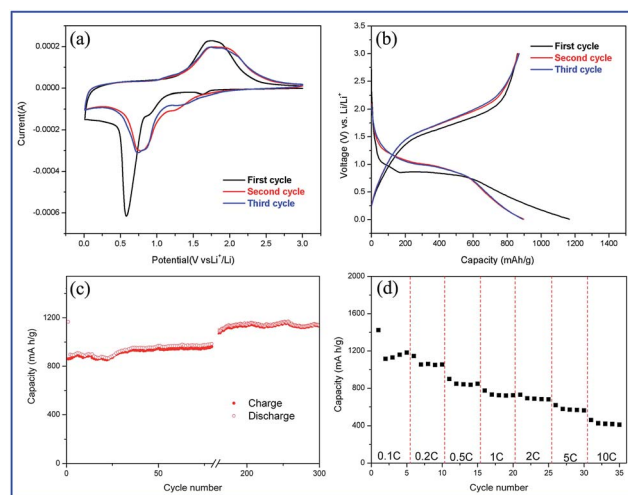 (a)
First cycle
Second cycle
Third cycle
Current(A)
0.0002
0.0000
-0.0002
-0.0004
-0.0006
0.0 0.5 1.0 1.5 2.0 2.5 3.0
Potential(V vsLi⁺/Li)
(b)
First cycle
Second cycle
Third cycle
Voltage (V) vs. Li/Li⁺
3.5
3.0
2.5
2.0
1.5
1.0
0.5
0.0
0 200 400 600 800 1000 1200 1400
Capacity (mAh/g)
(c)
Charge
Discharge
Capacity (mA h/g)
1200
900
600
300
0
0 50 200 250 300
Cycle number
(d)
Capacity (mA h/g)
2000
1600
1200
800
400
0
0.1C 0.2C 0.5C 1C 2C 5C 10C
0 5 10 15 20 25 30 35
Cycle number